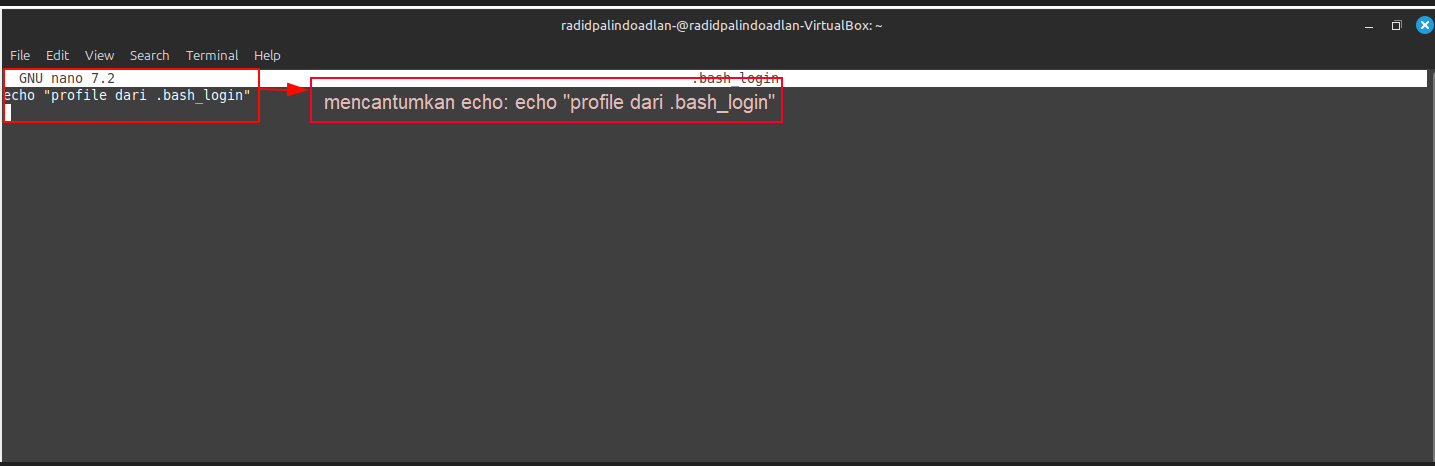 radidpalindoadlan-@radidpalindoadlan-VirtualBox: ~
File Edit View Search Terminal Help
GNU nano 7.2 .bash_login
echo "profile dari .bash_login"
mencantumkan echo: echo "profile dari .bash_login"